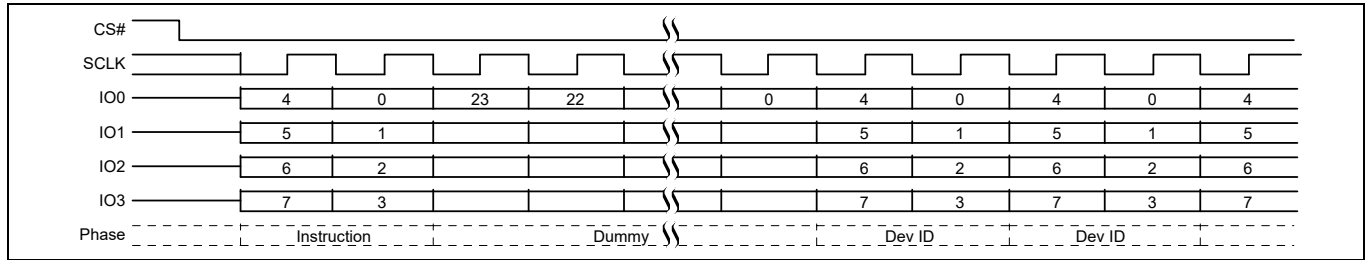 CS#
SCLK
IO0 4 0 23 22 0 4 0 4 0 4
IO1 5 1 5 1 5 1 5
IO2 6 2 6 2 6 2 6
IO3 7 3 7 3 7 3 7
Phase Instruction Dummy Dev ID Dev ID